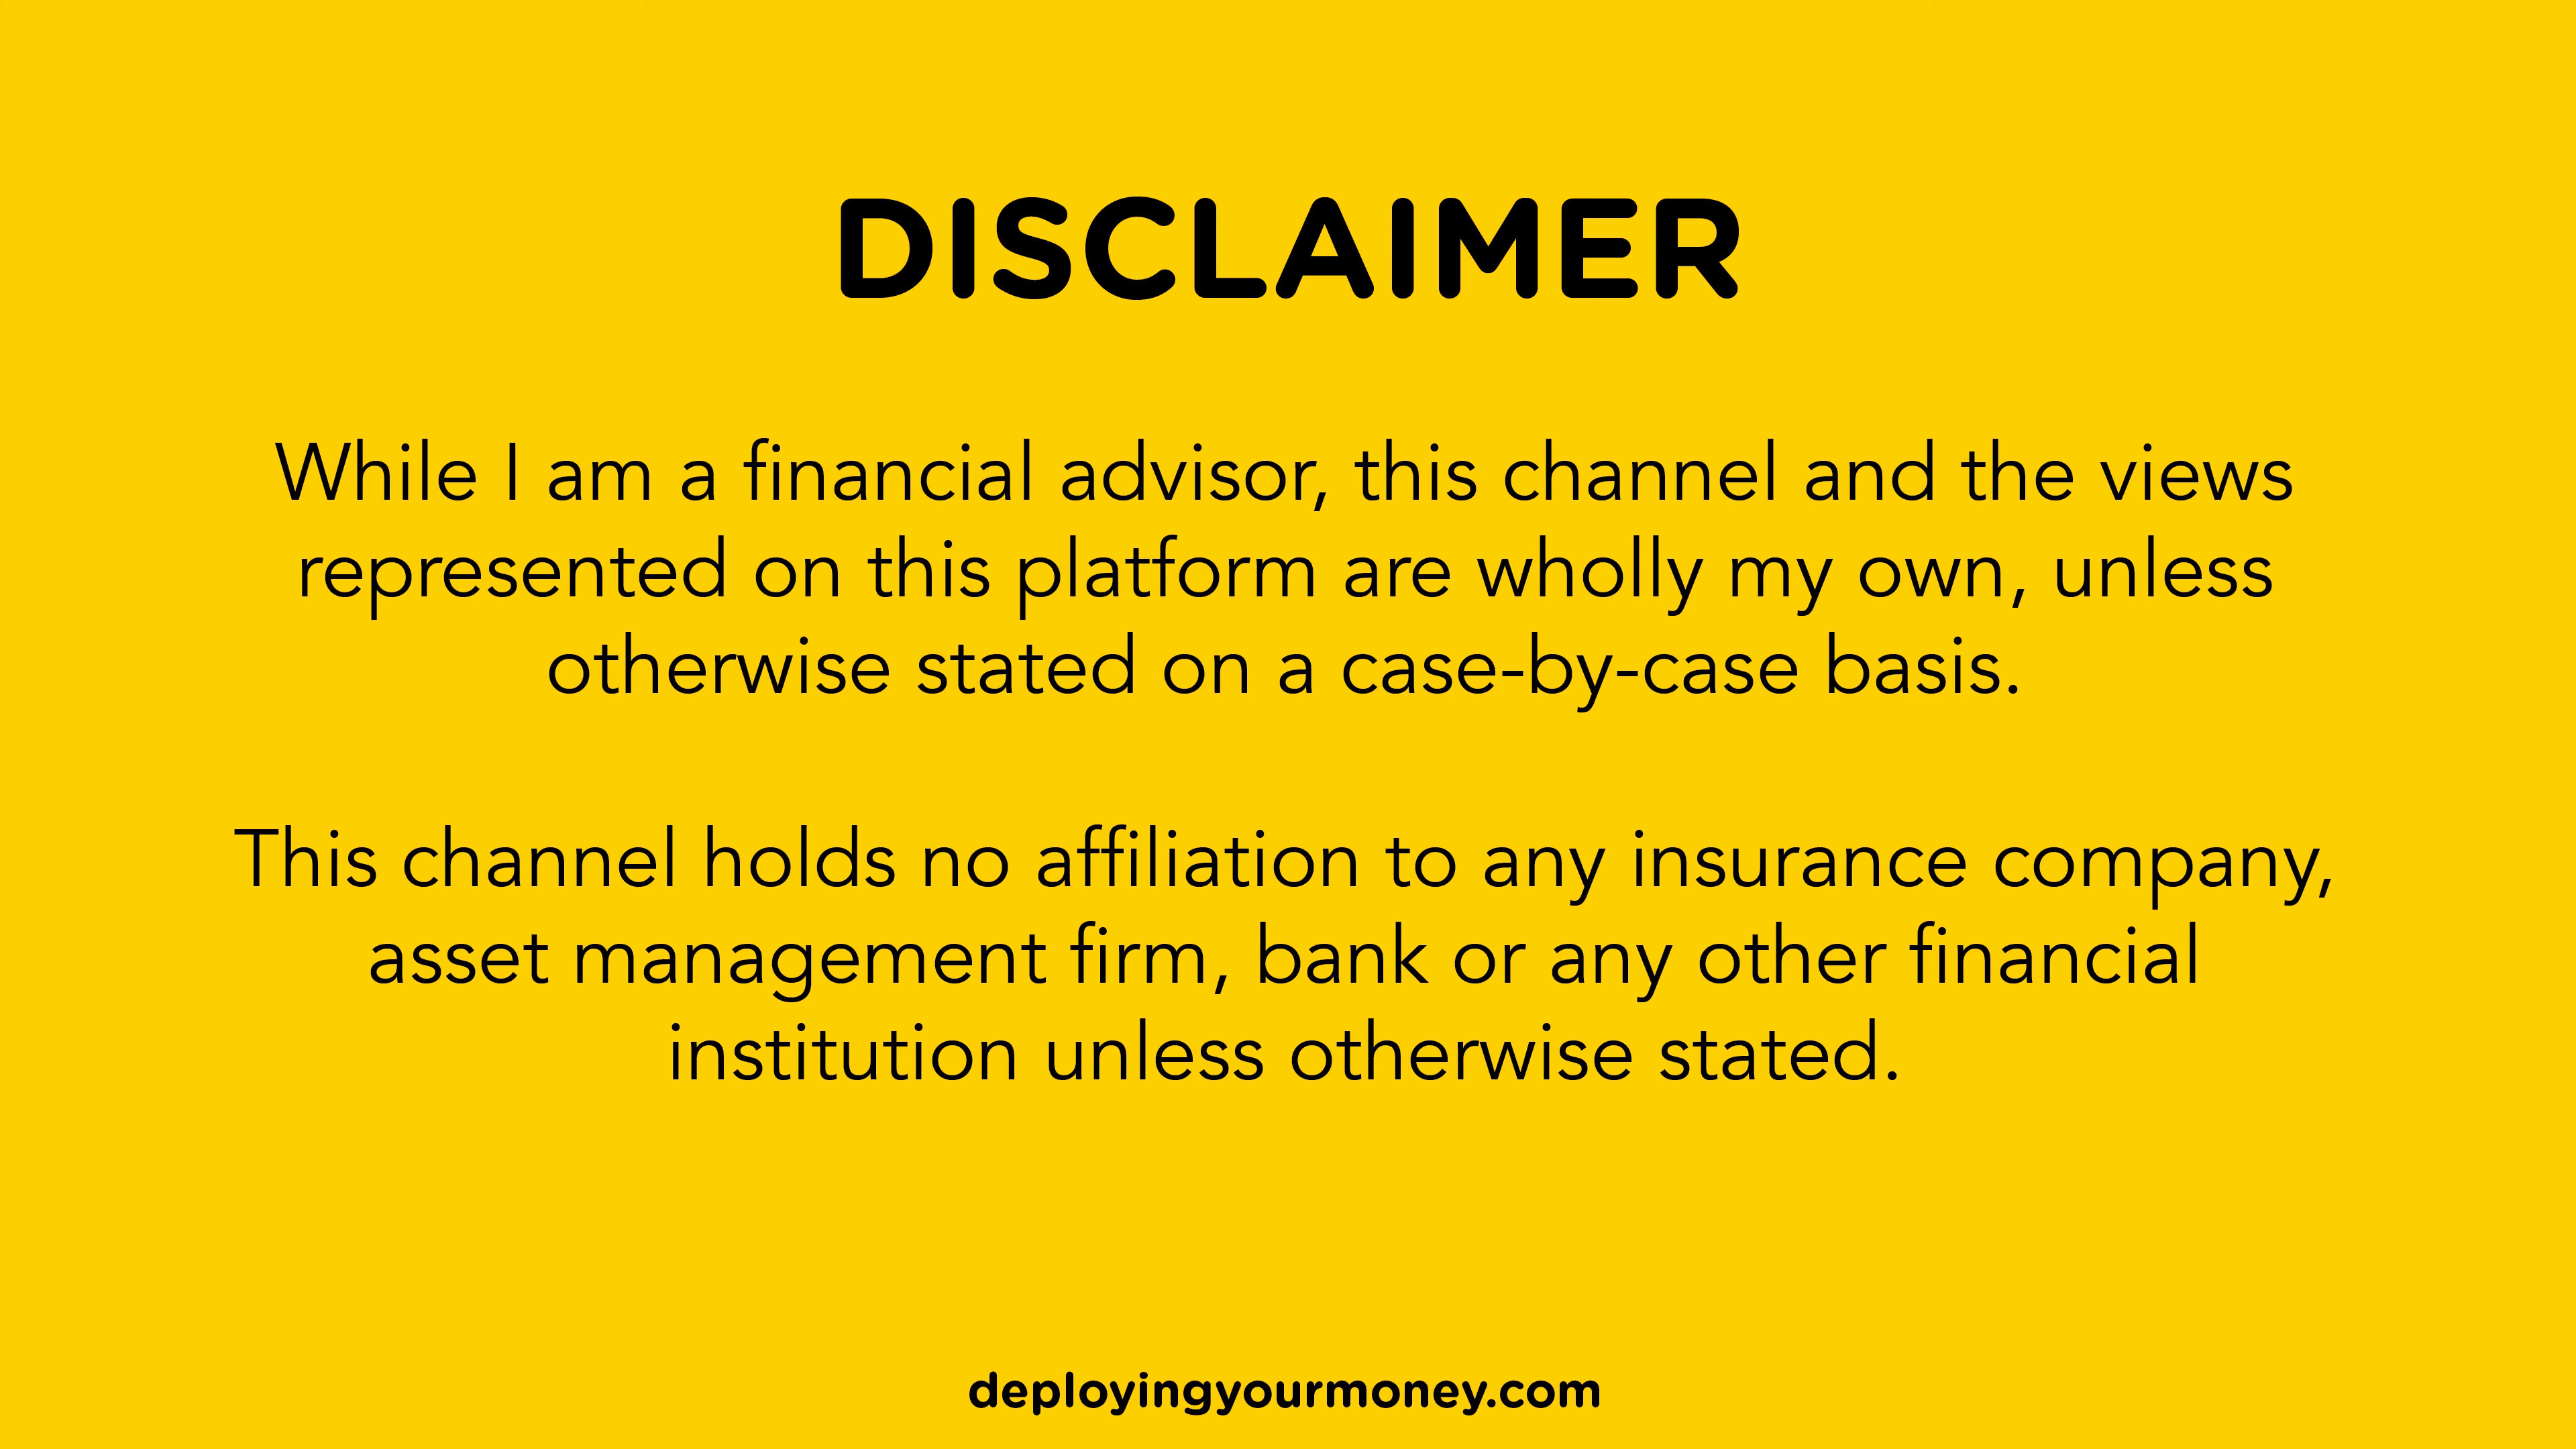 DISCLAIMER
While I am a financial advisor, this channel and the views
represented on this platform are wholly my own, unless
otherwise stated on a case-by-case basis.
This channel holds no affiliation to any insurance company,
asset management firm, bank or any other financial
institution unless otherwise stated.
deployingyourmoney.com